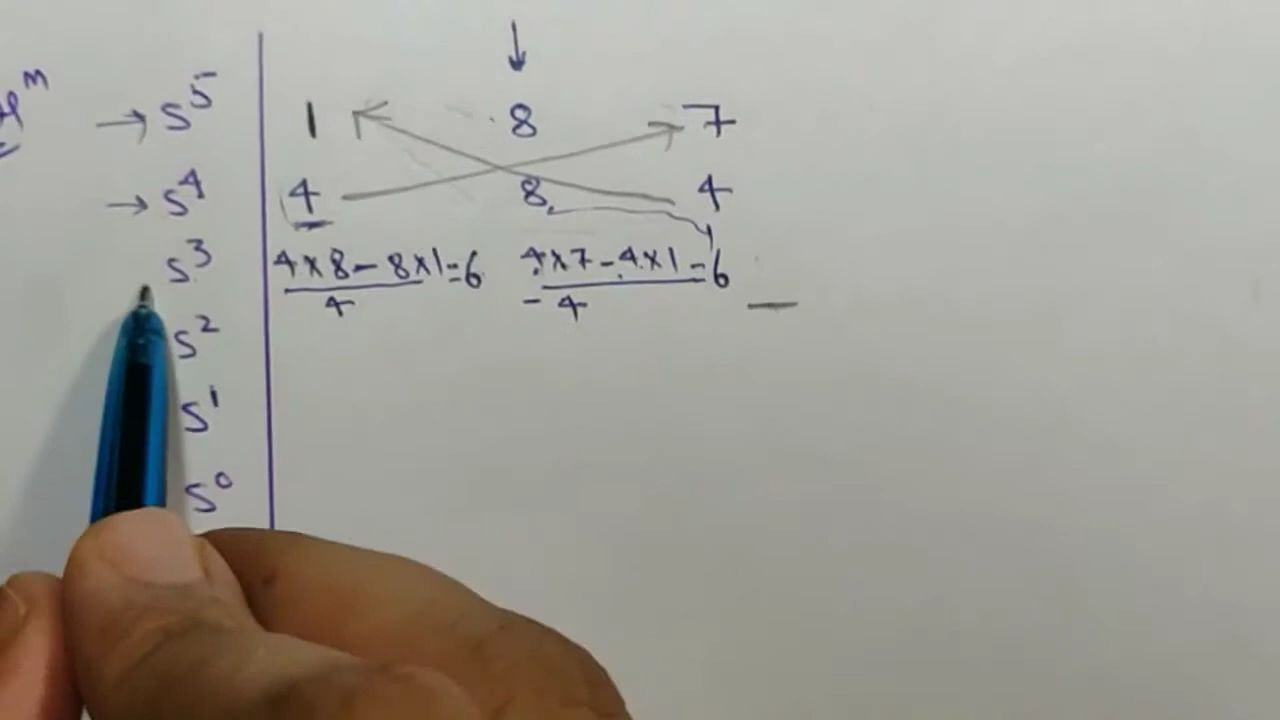 → s⁵ 1 8 7
→ s⁴ 4 8 4
s³ 4×8-8×1=6 4×7-4×1=6
4 -4
s²
s¹
s⁰